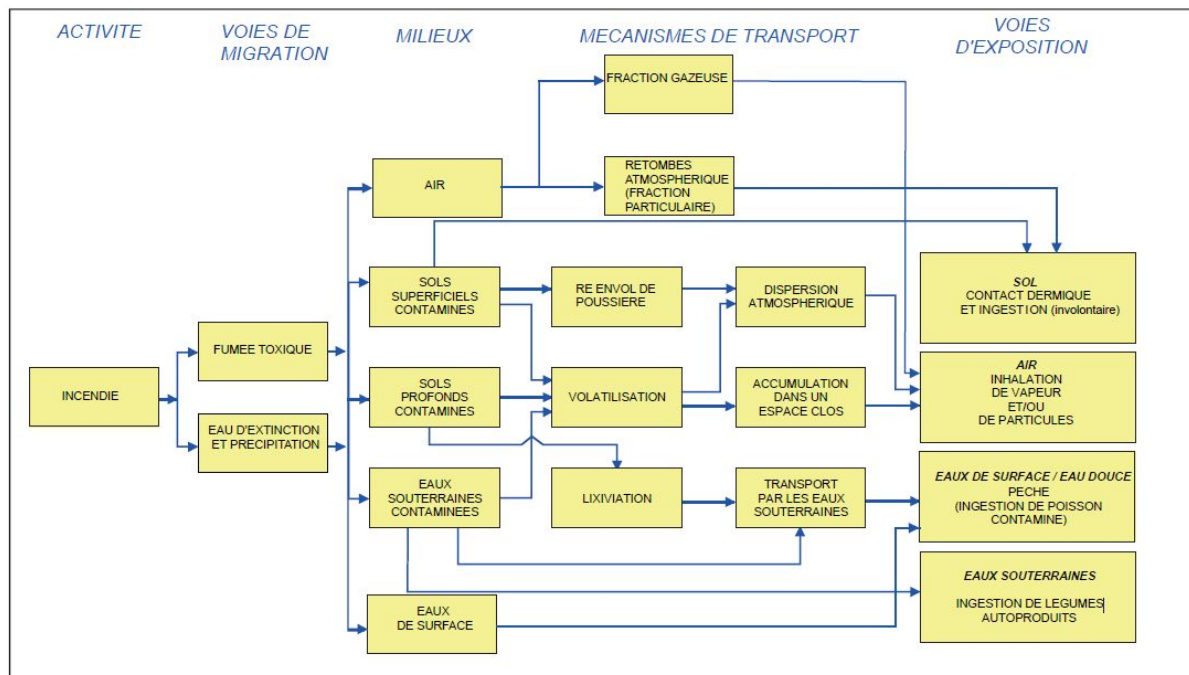 ACTIVITE
VOIES DE
MIGRATION
MILIEUX
MECANISMES DE TRANSPORT
VOIES
D'EXPOSITION
FRACTION GAZEUSE
AIR
RETOMBES
ATMOSPHERIQUE
(FRACTION
PARTICULAIRE)
SOLS
SUPERFICIELS
CONTAMINES
RE ENVOL DE
POUSSIERE
DISPERSION
ATMOSPHERIQUE
SOL
CONTACT DERMIQUE
ET INGESTION (involontaire)
FUMEE TOXIQUE
INCENDIE
SOLS
PROFONDS
CONTAMINES
VOLATILISATION
ACCUMULATION
DANS UN
ESPACE CLOS
AIR
INHALATION
DE VAPEUR
ET/OU
DE PARTICULES
EAU D'EXTINCTION
ET PRECIPITATION
EAUX
SOUTERRAINES
CONTAMINEES
LIXIVIATION
TRANSPORT
PAR LES EAUX
SOUTERRAINES
EAUX DE SURFACE / EAU DOUCE
PECHE
(INGESTION DE POISSON
CONTAMINE)
EAUX
DE SURFACE
EAUX SOUTERRAINES
INGESTION DE LEGUMES
AUTOPRODUITS